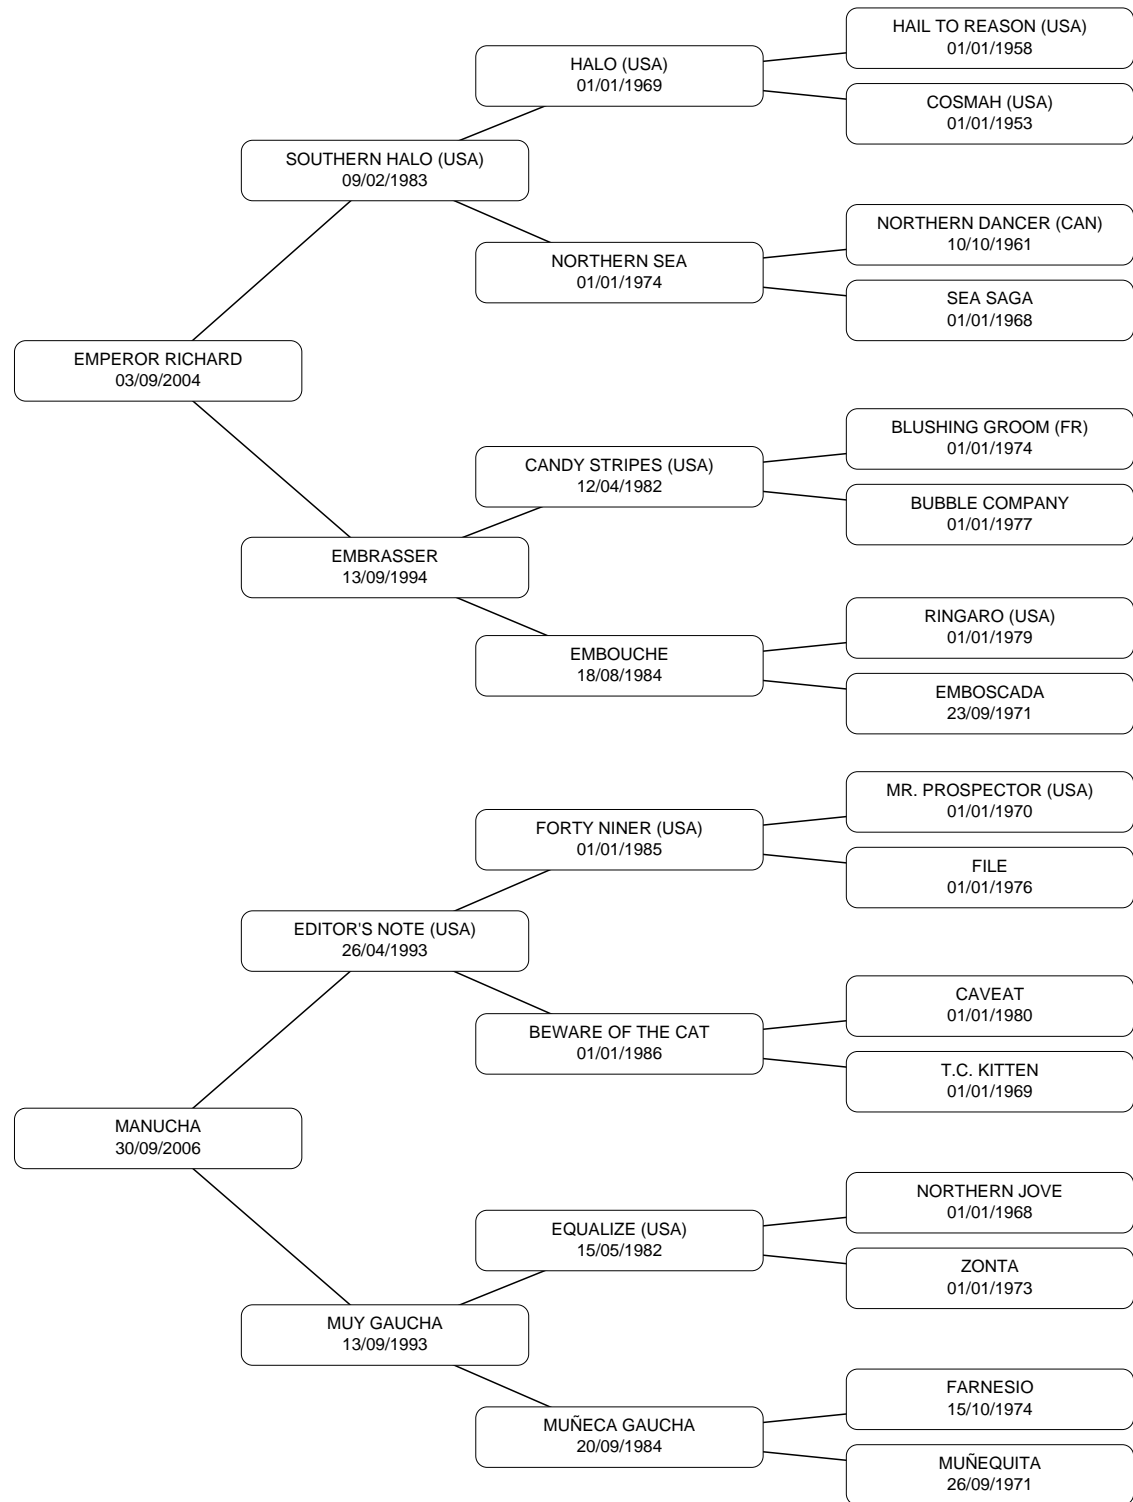 HAIL TO REASON (USA)
01/01/1958
HALO (USA)
01/01/1969
COSMAH (USA)
01/01/1953
SOUTHERN HALO (USA)
09/02/1983
NORTHERN DANCER (CAN)
10/10/1961
NORTHERN SEA
01/01/1974
SEA SAGA
01/01/1968
EMPEROR RICHARD
03/09/2004
BLUSHING GROOM (FR)
01/01/1974
CANDY STRIPES (USA)
12/04/1982
BUBBLE COMPANY
01/01/1977
EMBRASSER
13/09/1994
RINGARO (USA)
01/01/1979
EMBOUCHE
18/08/1984
EMBOSCADA
23/09/1971
MR. PROSPECTOR (USA)
01/01/1970
FORTY NINER (USA)
01/01/1985
FILE
01/01/1976
EDITOR'S NOTE (USA)
26/04/1993
CAVEAT
01/01/1980
BEWARE OF THE CAT
01/01/1986
T.C. KITTEN
01/01/1969
MANUCHA
30/09/2006
NORTHERN JOVE
01/01/1968
EQUALIZE (USA)
15/05/1982
ZONTA
01/01/1973
MUY GAUCHA
13/09/1993
FARNESIO
15/10/1974
MUÑECA GAUCHA
20/09/1984
MUÑEQUITA
26/09/1971